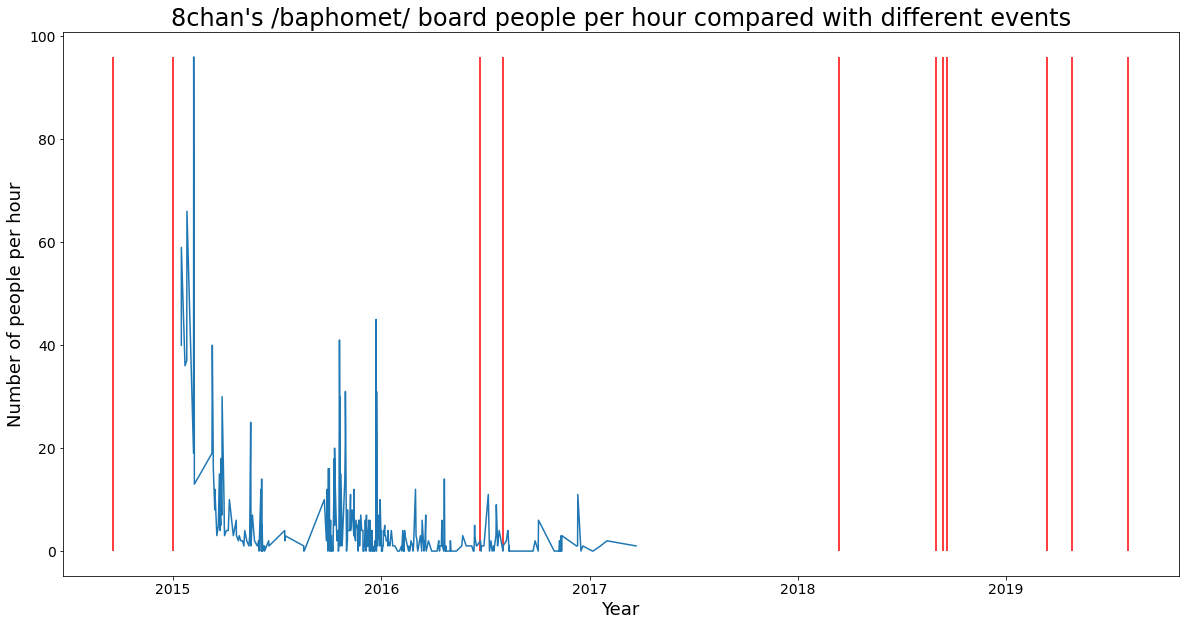 8chan's /baphomet/ board people per hour compared with different events
Number of people per hour
100
80
60
40
20
0
2015 2016 2017 2018 2019
Year